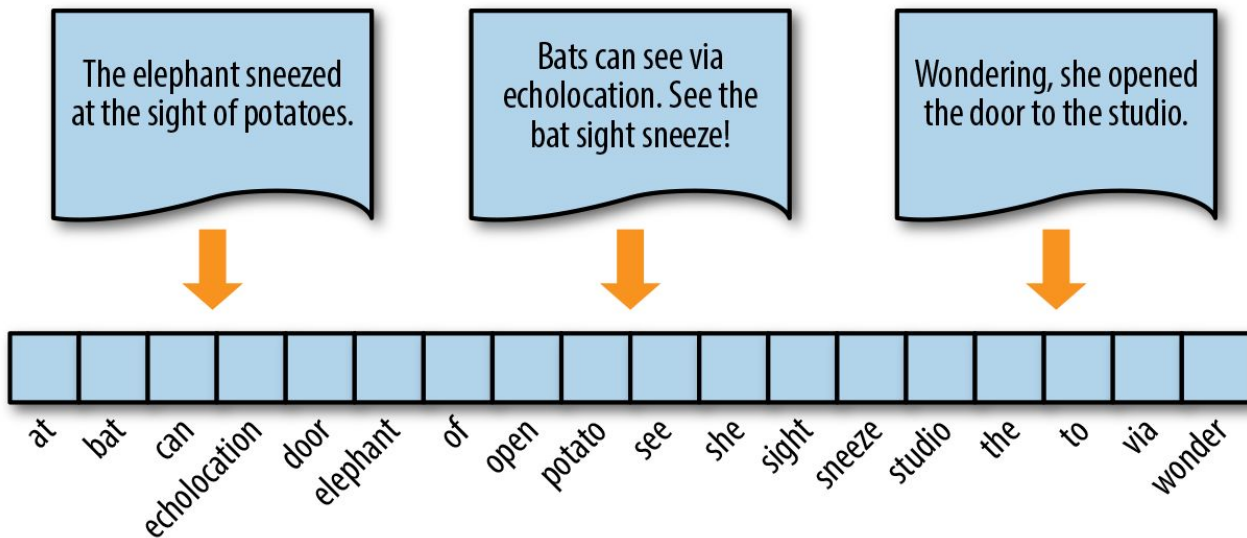 The elephant sneezed
at the sight of potatoes.
Bats can see via
echolocation. See the
bat sight sneeze!
Wondering, she opened
the door to the studio.
at
bat
can
echolocation
door
elephant
of
open
potato
see
she
sight
sneeze
studio
the
to
via
wonder